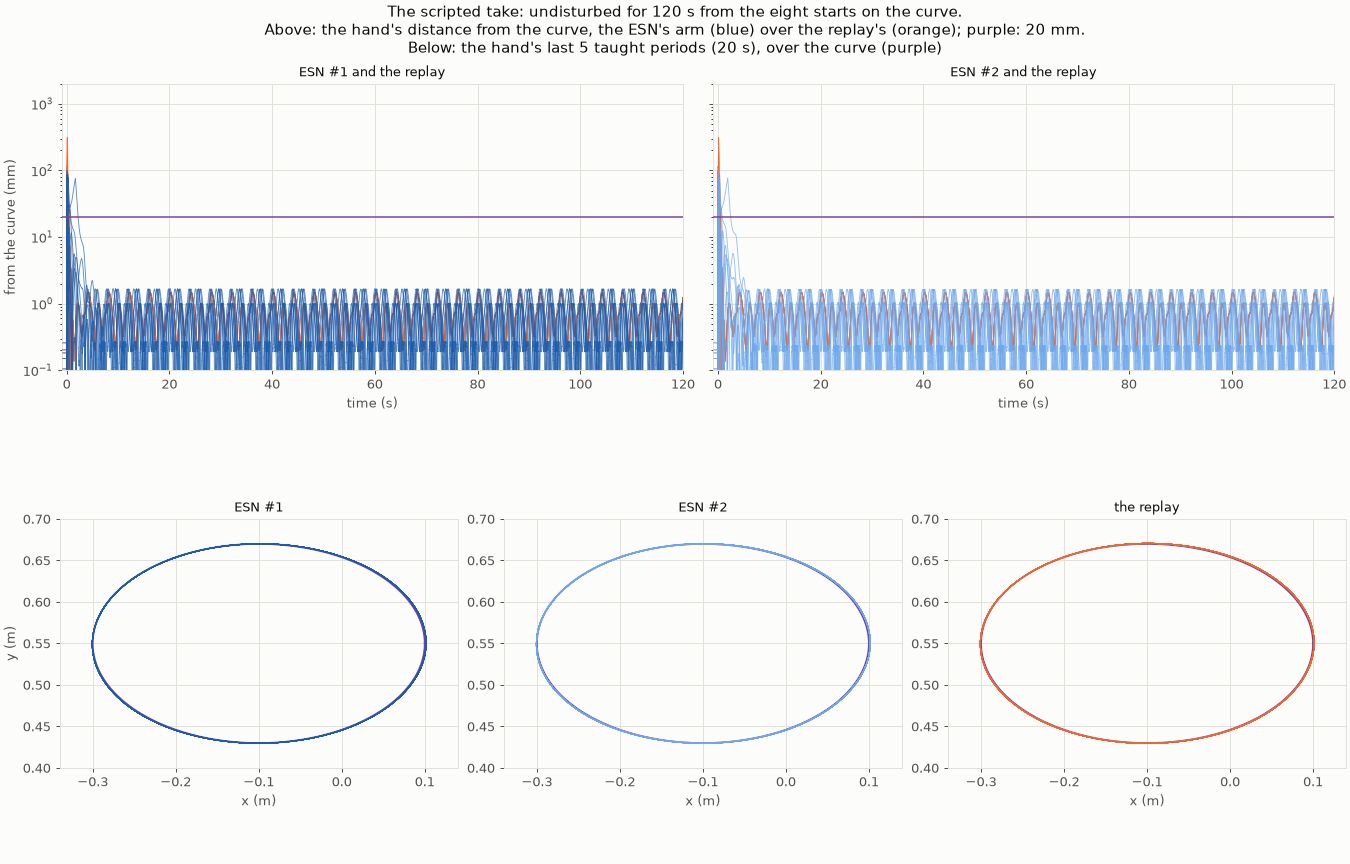 The scripted take: undisturbed for 120 s from the eight starts on the curve.
Above: the hand's distance from the curve, the ESN's arm (blue) over the replay's (orange); purple: 20 mm.
Below: the hand's last 5 taught periods (20 s), over the curve (purple)
ESN #1 and the replay
ESN #2 and the replay
from the curve (mm)
10³
10²
10¹
10⁰
10⁻¹
0 20 40 60 80 100 120
0 20 40 60 80 100 120
time (s)
time (s)
ESN #1
ESN #2
the replay
y (m)
0.70
0.65
0.60
0.55
0.50
0.45
0.40
0.70
0.65
0.60
0.55
0.50
0.45
0.40
0.70
0.65
0.60
0.55
0.50
0.45
0.40
−0.3 −0.2 −0.1 0.0 0.1
−0.3 −0.2 −0.1 0.0 0.1
−0.3 −0.2 −0.1 0.0 0.1
x (m)
x (m)
x (m)